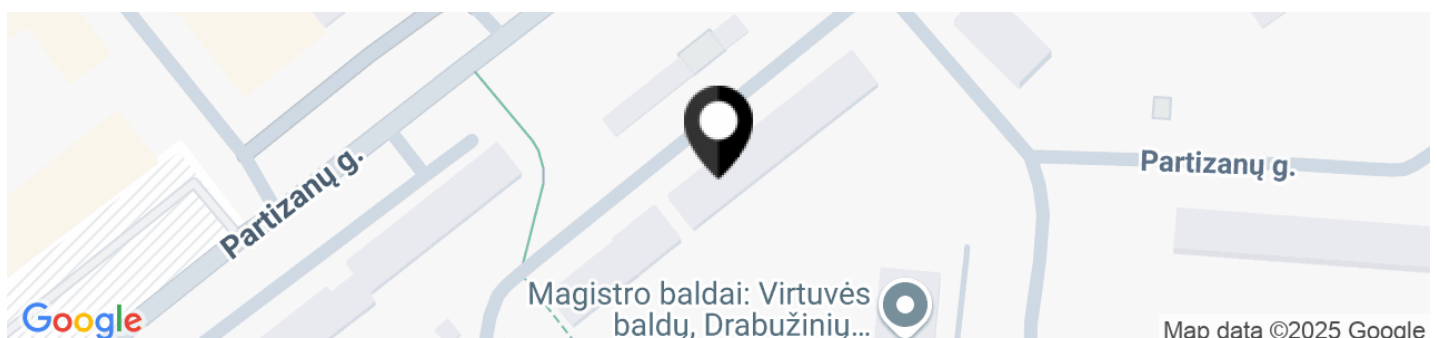 Partizanų g.
Partizanų g.
Magistro baldai: Virtuvės
baldų, Drabužinių...
Google
Map data ©2025 Google